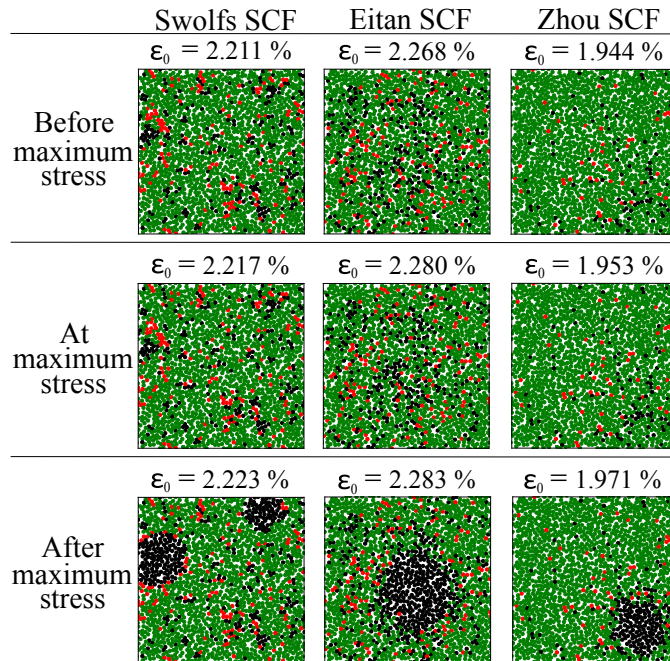 Swolfs SCF Eitan SCF Zhou SCF
ε₀ = 2.211 % ε₀ = 2.268 % ε₀ = 1.944 %
Before
maximum
stress
ε₀ = 2.217 % ε₀ = 2.280 % ε₀ = 1.953 %
At
maximum
stress
ε₀ = 2.223 % ε₀ = 2.283 % ε₀ = 1.971 %
After
maximum
stress